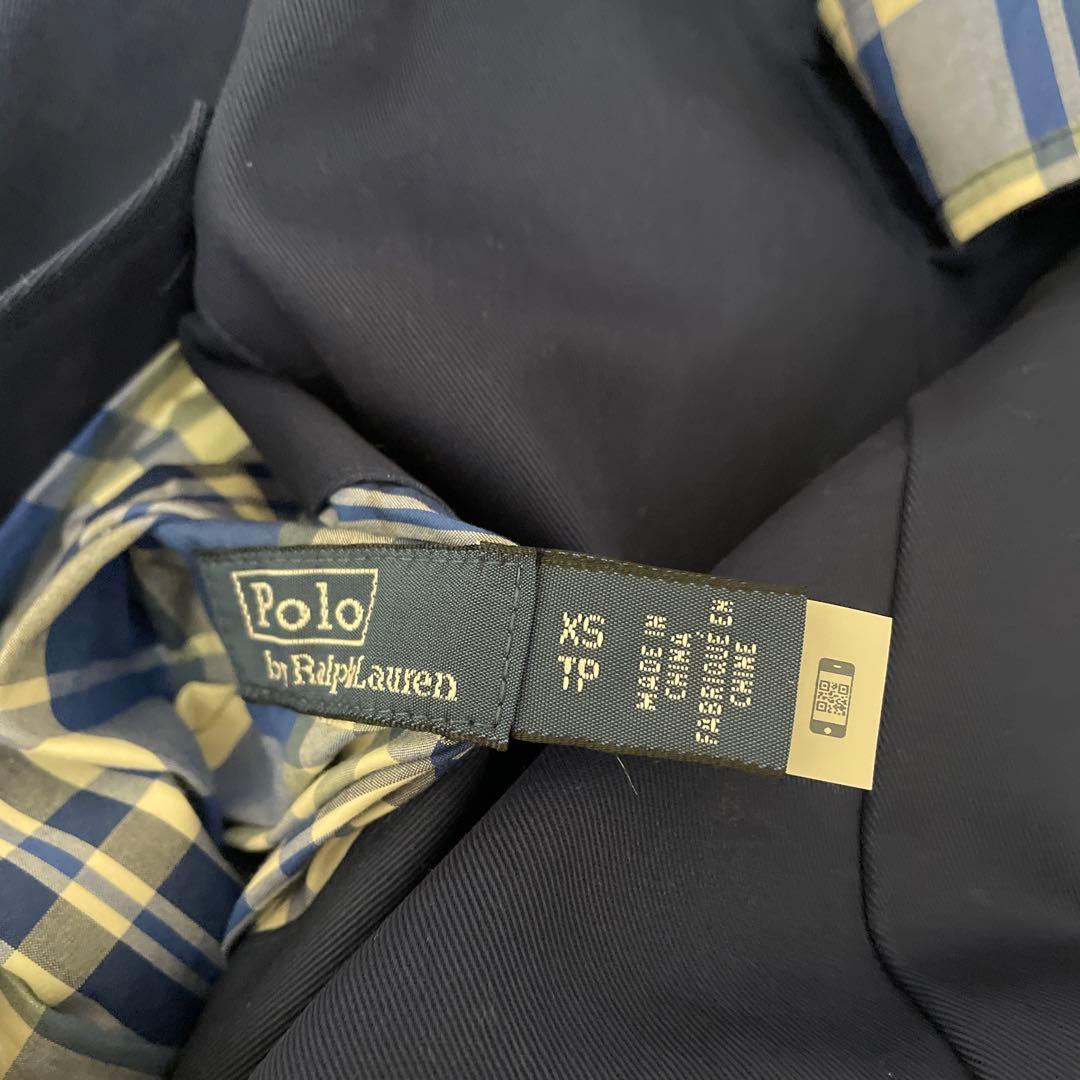 Polo
by Ralph Lauren
XS
TP
MADE IN
CHINA
FABRIQUÉ EN
CHINE